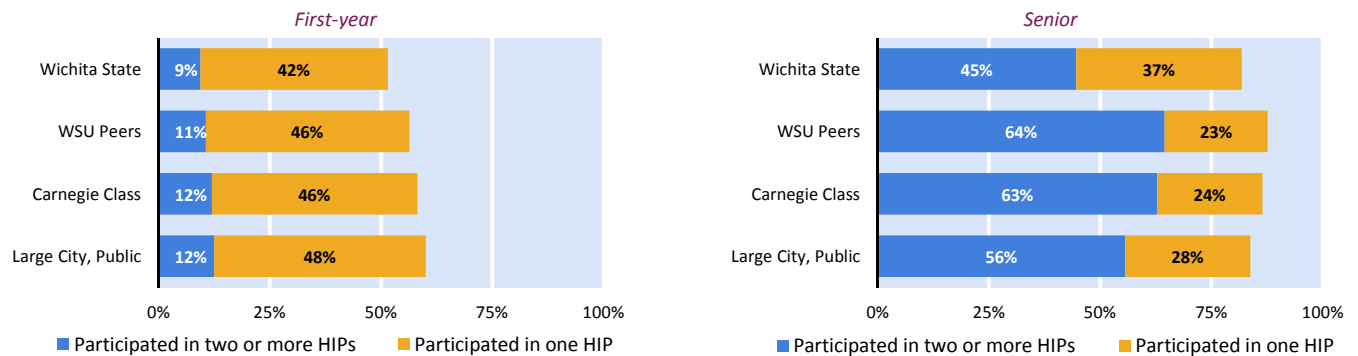 First-year
Wichita State 9% 42%
WSU Peers 11% 46%
Carnegie Class 12% 46%
Large City, Public 12% 48%
0% 25% 50% 75% 100%
Participated in two or more HIPs Participated in one HIP
Senior
Wichita State 45% 37%
WSU Peers 64% 23%
Carnegie Class 63% 24%
Large City, Public 56% 28%
0% 25% 50% 75% 100%
Participated in two or more HIPs Participated in one HIP